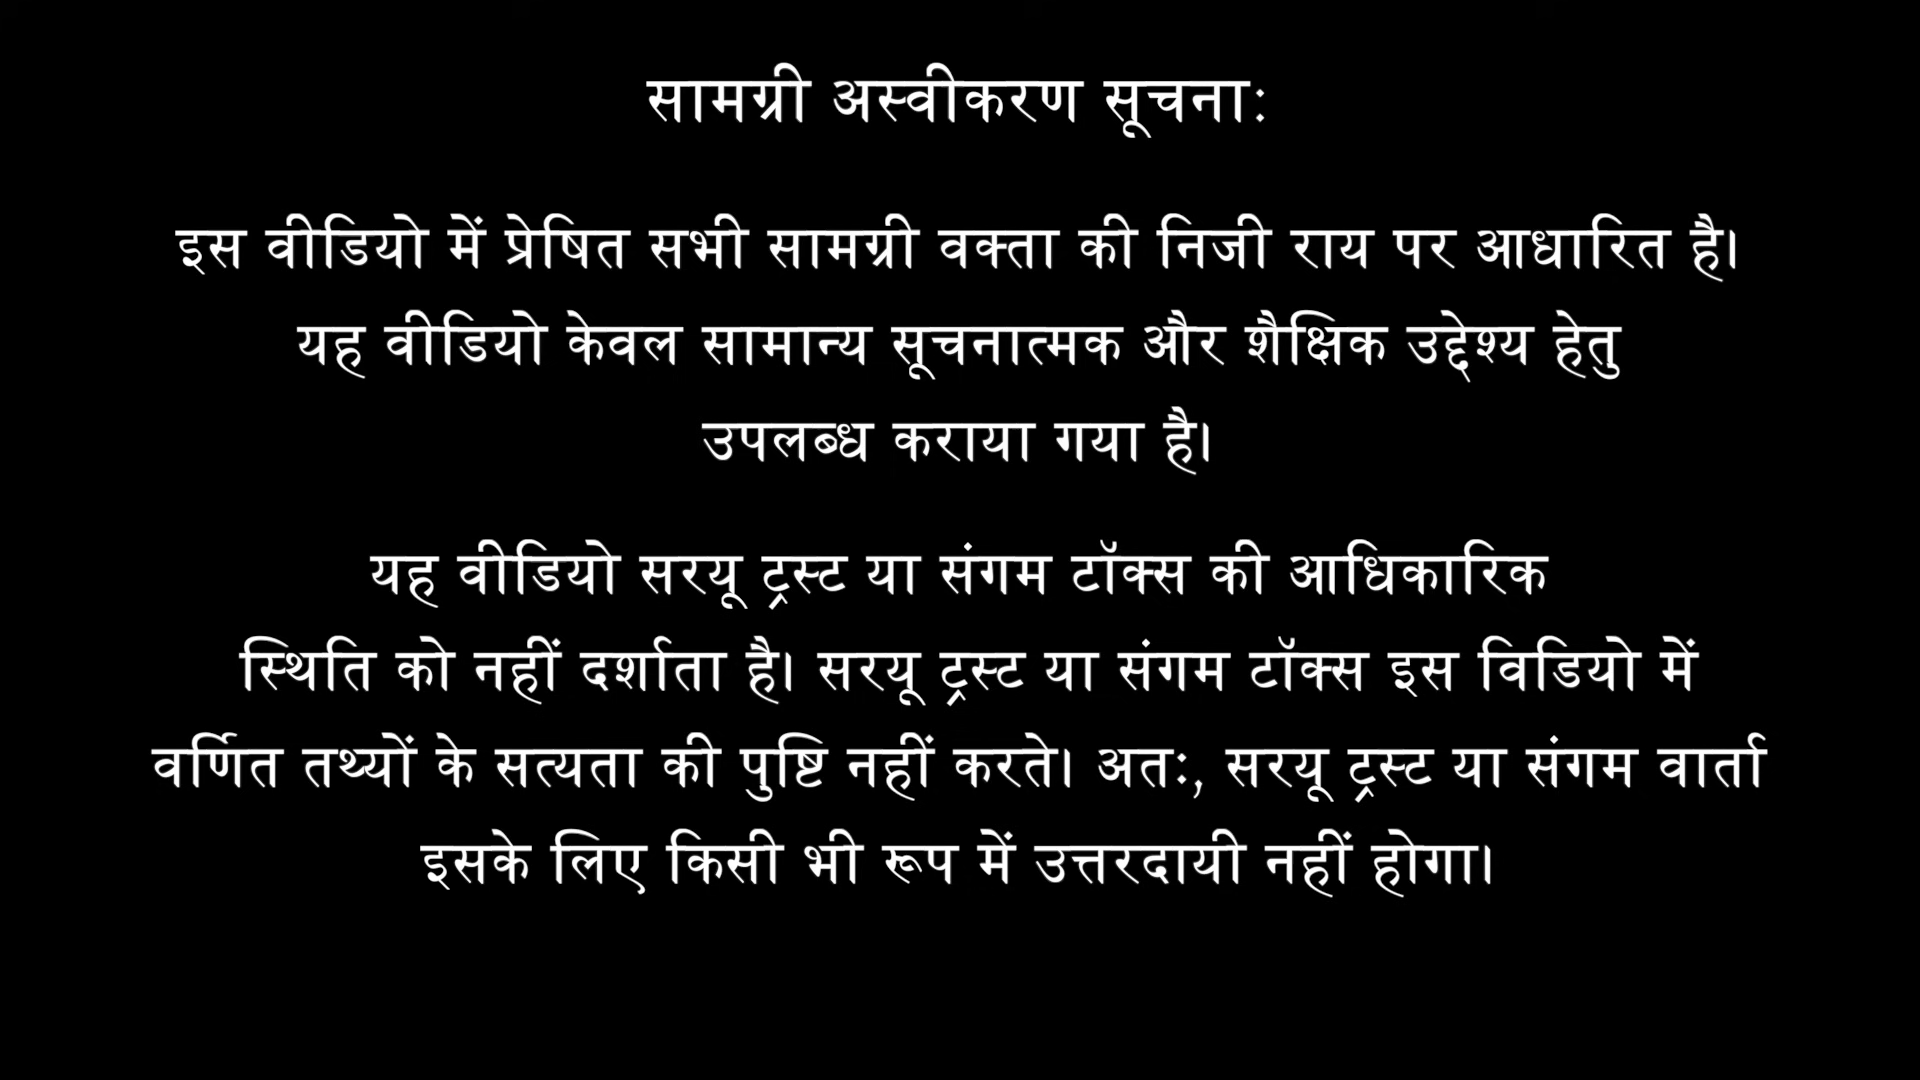 सामग्री अस्वीकरण सूचनाः
इस वीडियो में प्रेषित सभी सामग्री वक्ता की निजी राय पर आधारित है।
यह वीडियो केवल सामान्य सूचनात्मक और शैक्षिक उद्देश्य हेतु
उपलब्ध कराया गया है।
यह वीडियो सरयू ट्रस्ट या संगम टॉक्स की आधिकारिक
स्थिति को नहीं दर्शाता है। सरयू ट्रस्ट या संगम टॉक्स इस विडियो में
वर्णित तथ्यों के सत्यता की पुष्टि नहीं करते। अतः, सरयू ट्रस्ट या संगम वार्ता
इसके लिए किसी भी रूप में उत्तरदायी नहीं होगा।